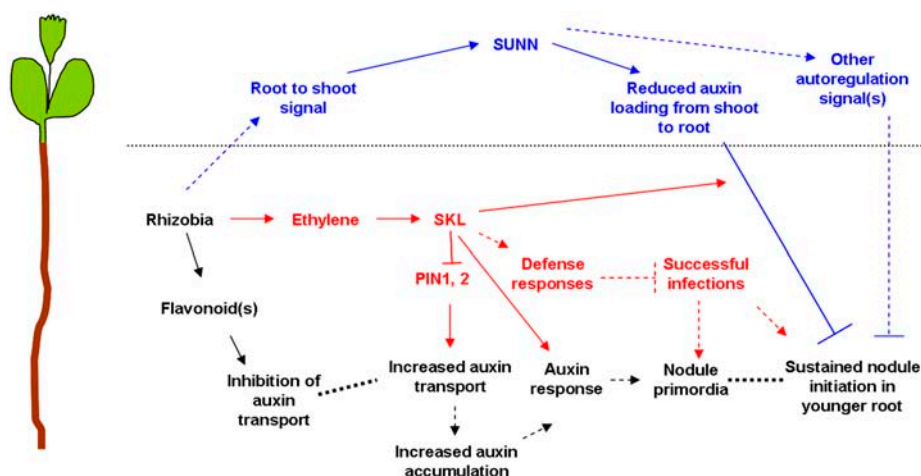 SUNN
Other
autoregulation
signal(s)
Root to shoot
signal
Reduced auxin
loading from shoot
to root
Rhizobia
Ethylene
SKL
PIN1, 2
Defense
responses
Successful
infections
Flavonoid(s)
Inhibition of
auxin
transport
Increased auxin
transport
Auxin
response
Nodule
primordia
Sustained nodule
initiation in
younger root
Increased auxin
accumulation